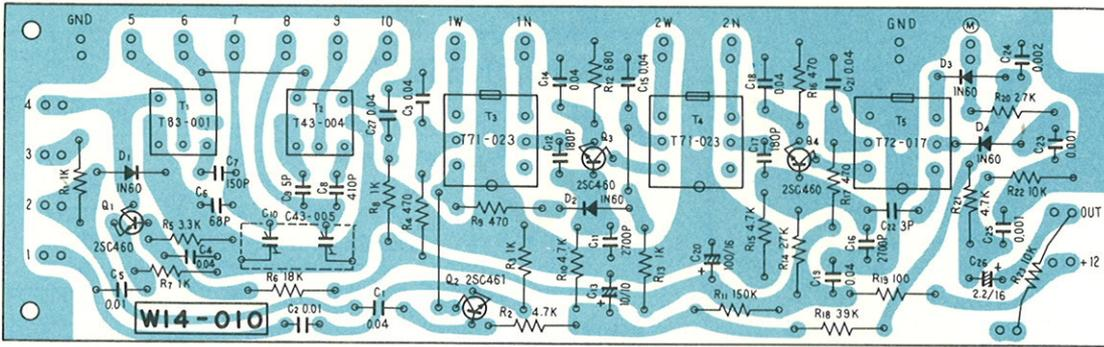 GND 5 6 7 8 9 10 1W 1N 2W 2N GND M
C24 0.002
D3 1N60
C14 0.04
R12 680
C15 0.04
C18 0.04
R16 470
C21 0.04
4
T1 T83-001
T2 T43-004
C27 0.04
C3 0.04
T3 T71-023
T4 T71-023
T5 T72-017
R20 2.7K
D4 1N60
C23 0.001
3
R1 1K
D1 1N60
C7 150P
C9 5P
C8 410P
R8 1K
R4 470
C12 180P
Q3 2SC460
C17 180P
Q4 2SC460
R17 470
R22 10K
2
Q1 2SC460
C6 68P
R5 3.3K
C10 C43-005
R9 470
D2 1N60
C22 3P
R21 4.7K
OUT
1
C4 0.04
C5 0.01
R7 1K
R6 18K
R3 1K
R10 4.7K
C11 2700P
R13 1K
C20 100/16
R15 4.7K
R14 27K
C16 2700P
C25 0.001
+12
C26 2.2/16
R23 101K
Q2 2SC461
C13 10/10
C19 0.04
R19 100
W14-010
C2 0.01
C1 0.04
R2 4.7K
R11 150K
R18 39K